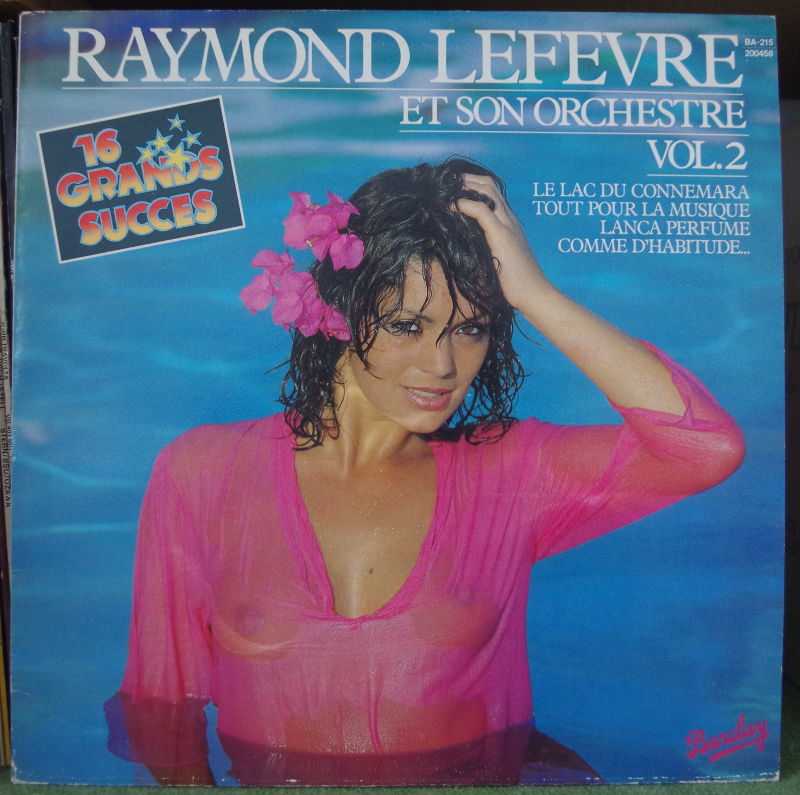 RAYMOND LEFEVRE
BA-215
200458
ET SON ORCHESTRE
VOL.2
16
GRANDS
SUCCES
LE LAC DU CONNEMARA
TOUT POUR LA MUSIQUE
LANCA PERFUME
COMME D'HABITUDE...
Barclay